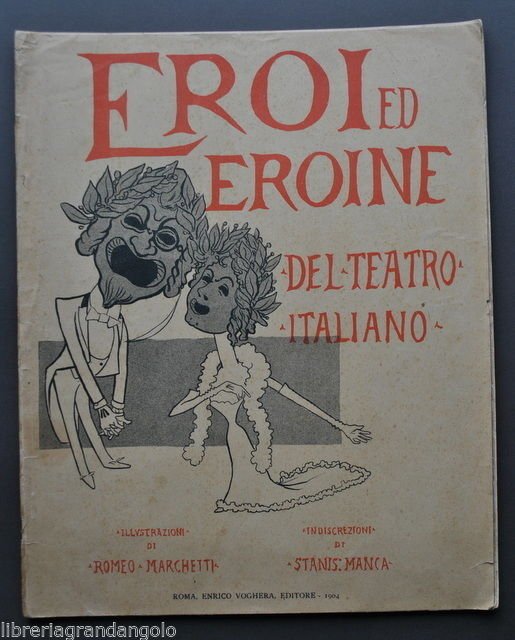 libreriagrandangolo
EROI ED
EROINE
DEL TEATRO
ITALIANO
ILLUSTRAZIONI
DI
ROMEO MARCHETTI
INDISCREZIONI
DI
STANIS. MANCA
ROMA, ENRICO VOGHERA, EDITORE - 1904
libreriagrandangolo